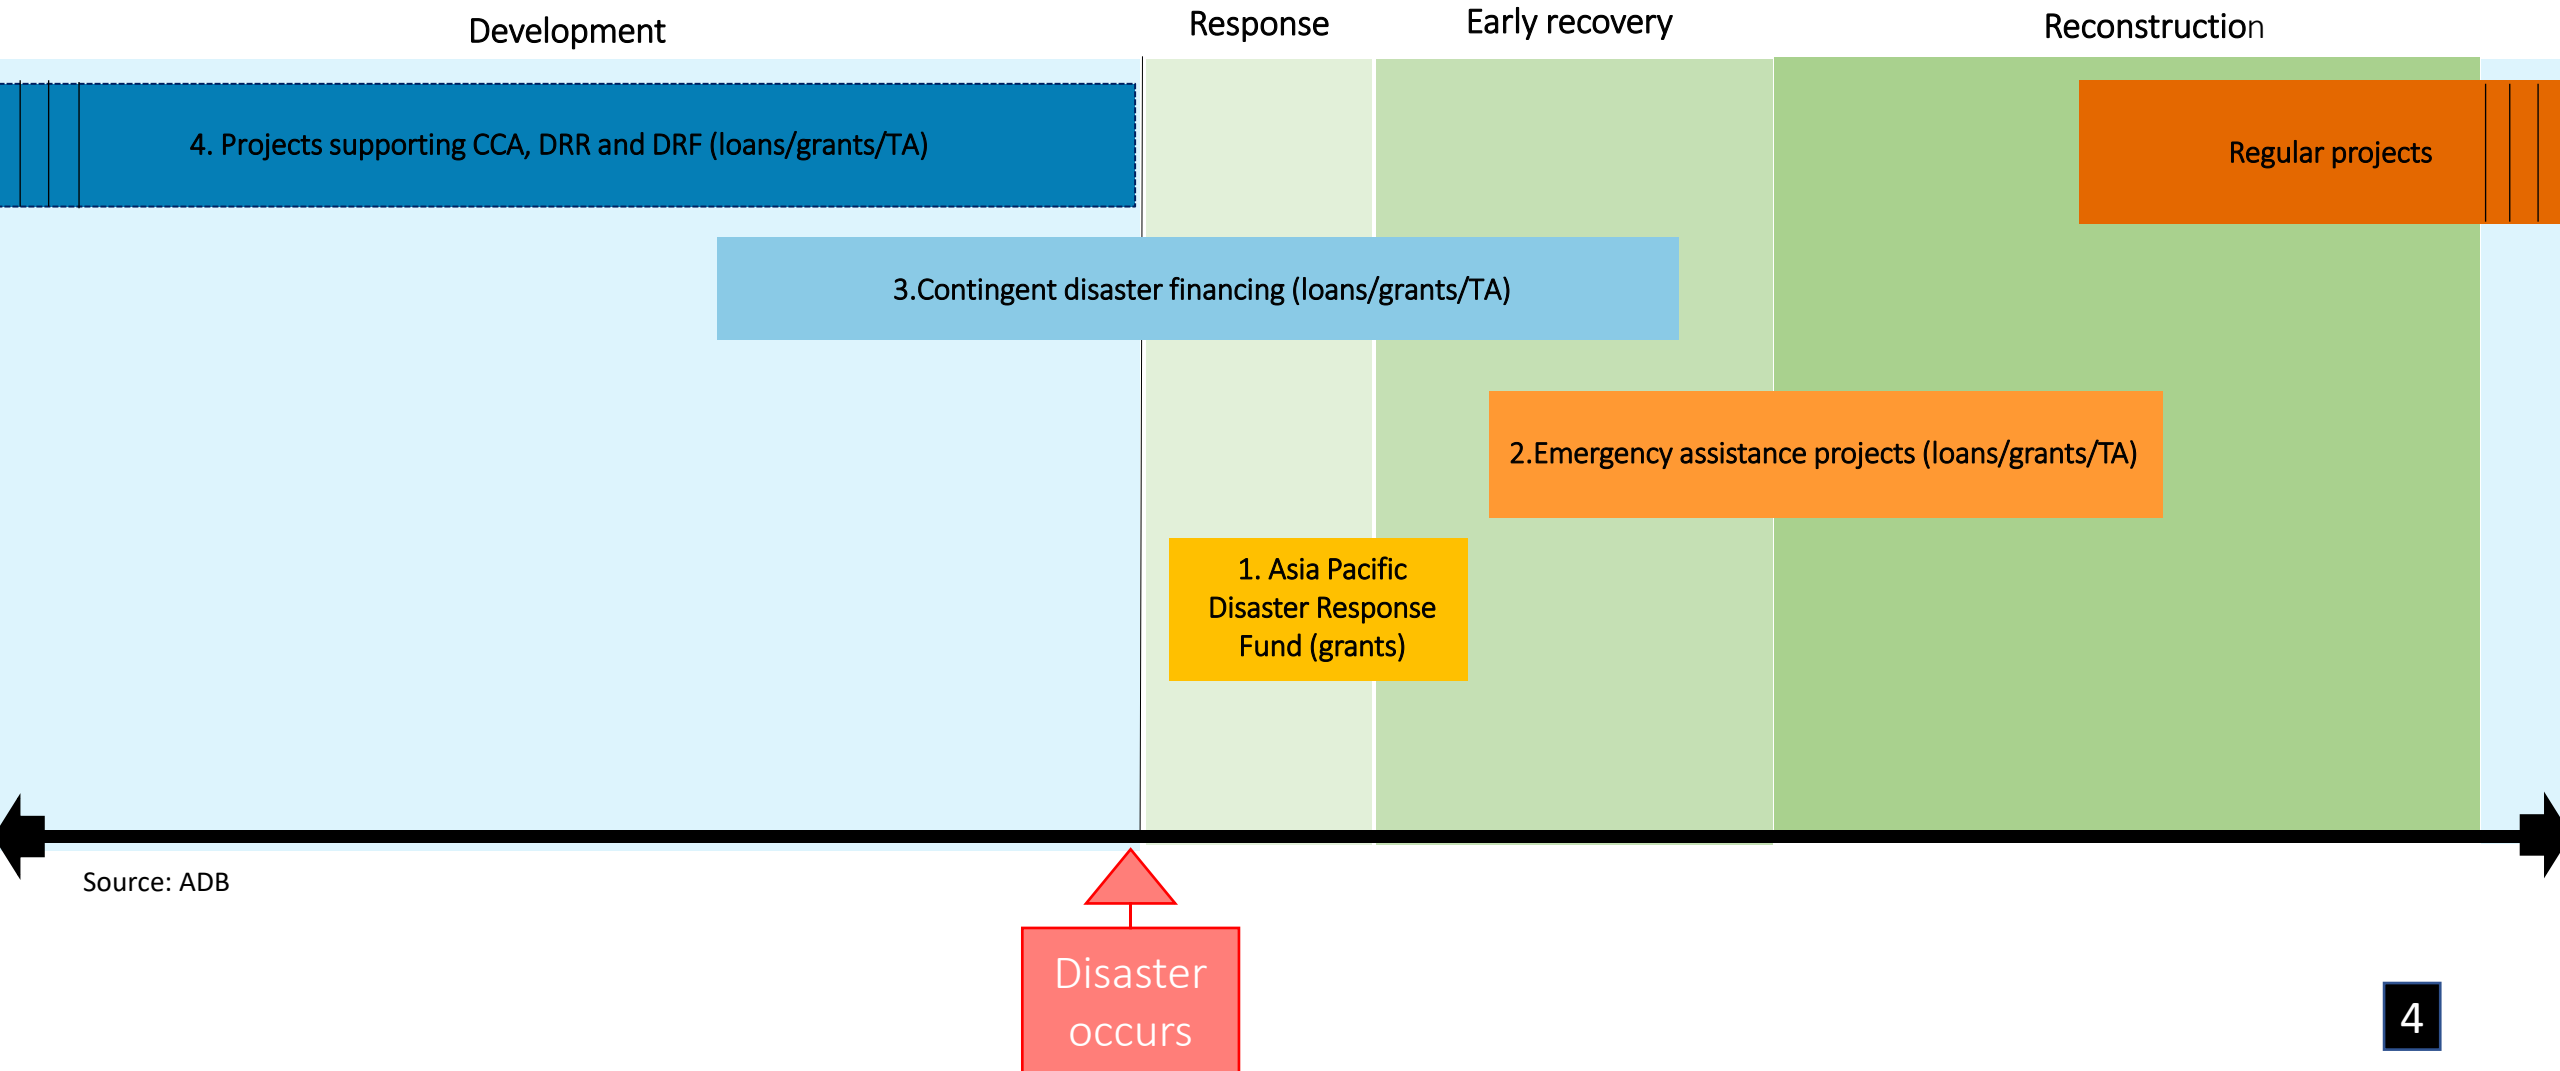 Development
Response
Early recovery
Reconstruction
4. Projects supporting CCA, DRR and DRF (loans/grants/TA)
Regular projects
3.Contingent disaster financing (loans/grants/TA)
2.Emergency assistance projects (loans/grants/TA)
1. Asia Pacific
Disaster Response
Fund (grants)
Source: ADB
Disaster
occurs
4